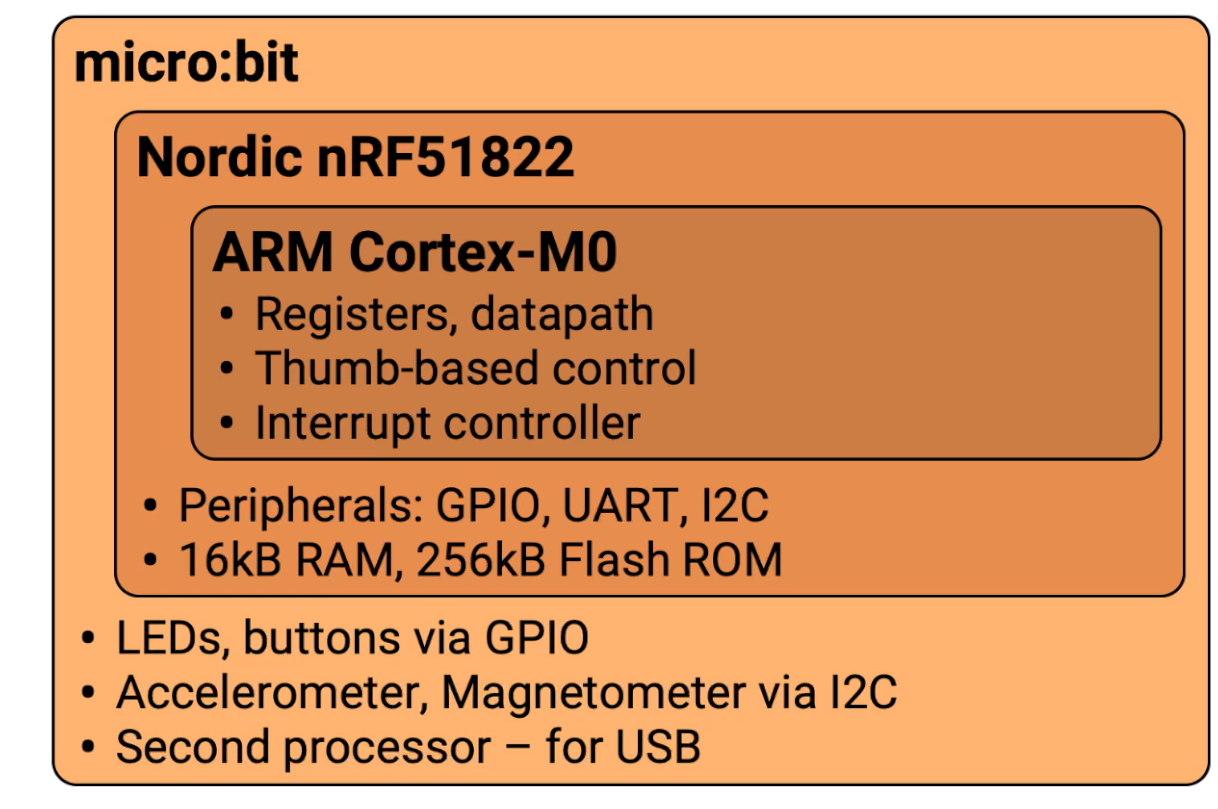 micro:bit
Nordic nRF51822
ARM Cortex-M0
• Registers, datapath
• Thumb-based control
• Interrupt controller
• Peripherals: GPIO, UART, I2C
• 16kB RAM, 256kB Flash ROM
• LEDs, buttons via GPIO
• Accelerometer, Magnetometer via I2C
• Second processor – for USB